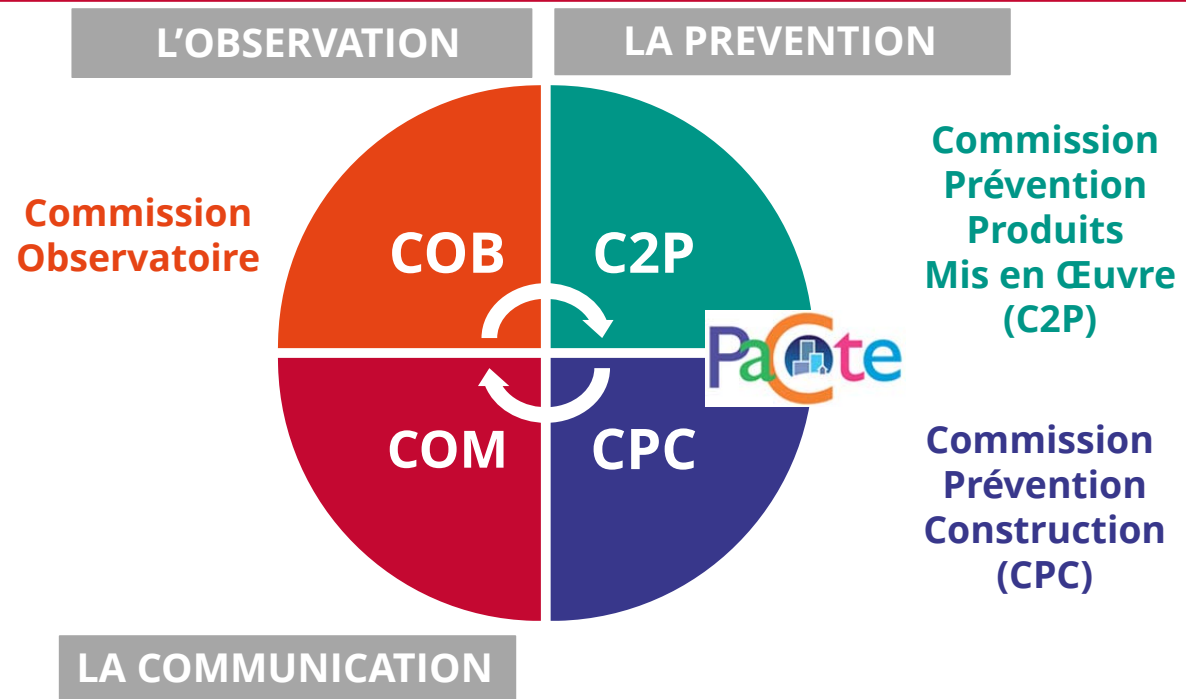 L’OBSERVATION
LA PREVENTION
Commission
Observatoire
COB
C2P
Commission
Prévention
Produits
Mis en Œuvre
(C2P)
PaCte
COM
CPC
Commission
Prévention
Construction
(CPC)
LA COMMUNICATION